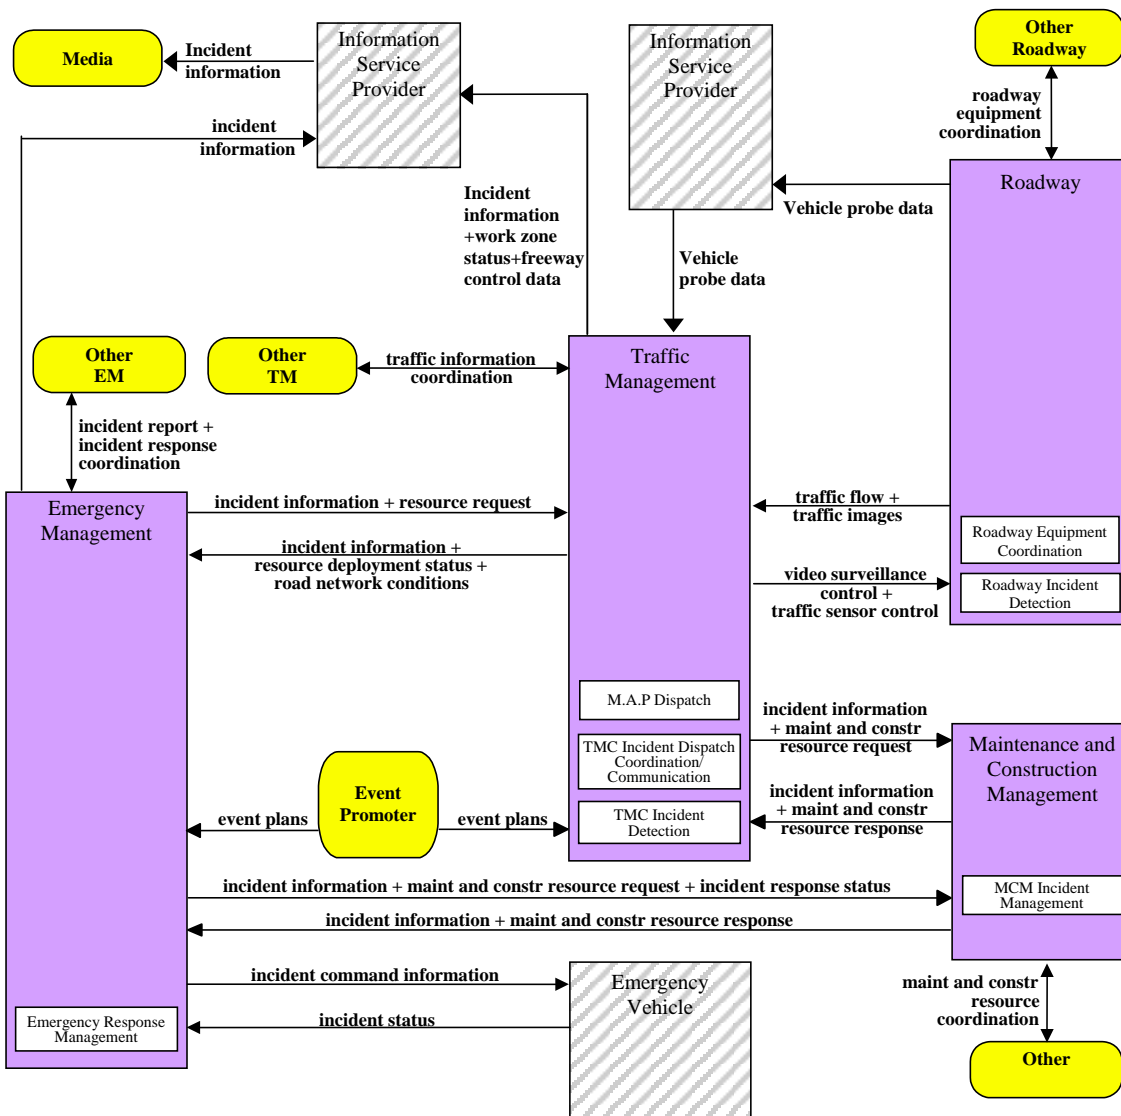 Media
Incident
information
Information
Service
Provider
Information
Service
Provider
Other
Roadway
incident
information
roadway
equipment
coordination
Roadway
Incident
information
+work zone
status+freeway
control data
Vehicle probe data
Vehicle
probe data
Other
EM
Other
TM
traffic information
coordination
Traffic
Management
incident report +
incident response
coordination
Emergency
Management
incident information + resource request
traffic flow +
traffic images
Roadway Equipment
Coordination
incident information +
resource deployment status +
road network conditions
video surveillance
control +
traffic sensor control
Roadway Incident
Detection
M.A.P Dispatch
incident information
+ maint and constr
resource request
TMC Incident Dispatch
Coordination/
Communication
Maintenance and
Construction
Management
Event
Promoter
event plans
event plans
TMC Incident
Detection
incident information
+ maint and constr
resource response
incident information + maint and constr resource request + incident response status
MCM Incident
Management
incident information + maint and constr resource response
incident command information
Emergency
Vehicle
maint and constr
resource
coordination
Emergency Response
Management
incident status
Other